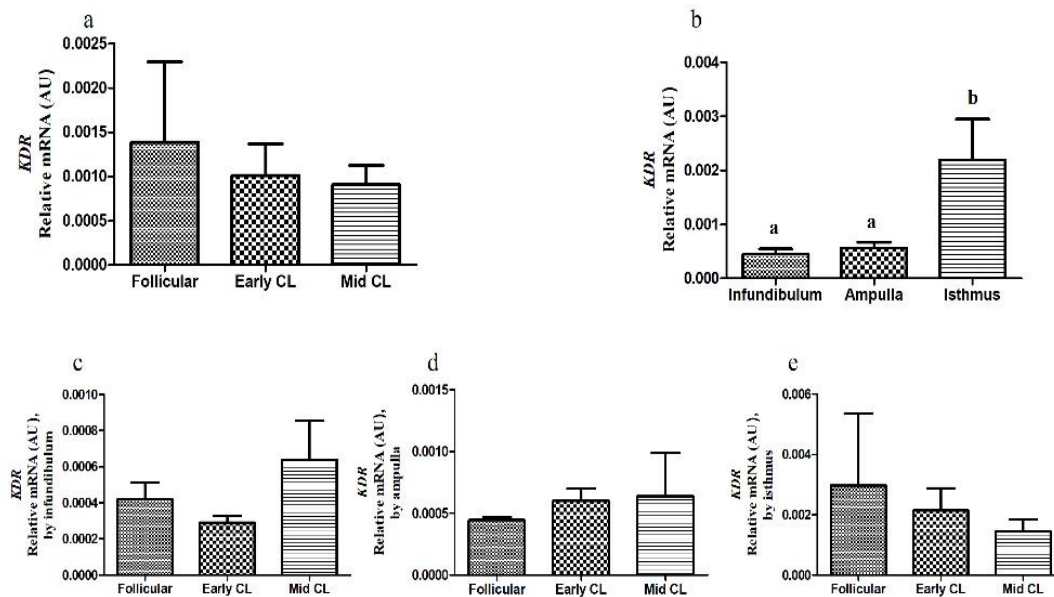 a
KDR
Relative mRNA (AU)
0.0025
0.0020
0.0015
0.0010
0.0005
0.0000
Follicular Early CL Mid CL
b
KDR
Relative mRNA (AU)
0.004
0.003
0.002
0.001
0.000
a a b
Infundibulum Ampulla Isthmus
c
KDR
Relative mRNA (AU),
by infundibulum
0.0010
0.0008
0.0006
0.0004
0.0002
0.0000
Follicular Early CL Mid CL
d
KDR
Relative mRNA (AU),
by ampulla
0.0015
0.0010
0.0005
0.0000
Follicular Early CL Mid CL
e
KDR
Relative mRNA (AU),
by isthmus
0.006
0.004
0.002
0.000
Follicular Early CL Mid CL